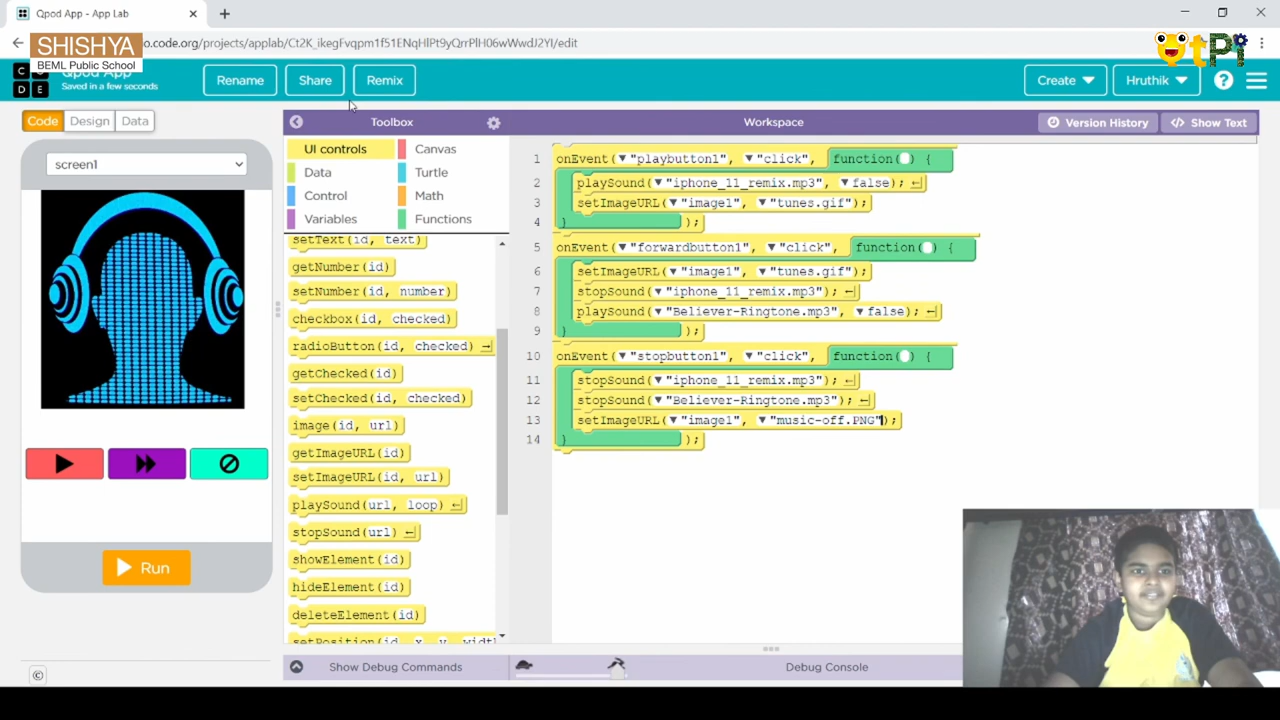 Qpod App - App Lab
o.code.org/projects/applab/Ct2K_ikegFvqpm1f51ENqHlPt9yQrrPlH06wWwdJ2YI/edit
SHISHYA
BEML Public School
OtPi
C
O
D
E
Qpod App
Saved in a few seconds
Rename
Share
Remix
Create
Hruthik
?
Code
Design
Data
Toolbox
Workspace
Version History
</> Show Text
screen1
UI controls
Canvas
Data
Turtle
Control
Math
Variables
Functions
setText(id, text)
getNumber(id)
setNumber(id, number)
checkbox(id, checked)
radioButton(id, checked)
getChecked(id)
setChecked(id, checked)
image(id, url)
getImageURL(id)
setImageURL(id, url)
playSound(url, loop)
stopSound(url)
showElement(id)
hideElement(id)
deleteElement(id)
setPosition(id, x, y, width
1 onEvent("playbutton1", "click", function() {
2 playSound("iphone_11_remix.mp3", false);
3 setImageURL("image1", "tunes.gif");
4 } );
5 onEvent("forwardbutton1", "click", function() {
6 setImageURL("image1", "tunes.gif");
7 stopSound("iphone_11_remix.mp3");
8 playSound("Believer-Ringtone.mp3", false);
9 } );
10 onEvent("stopbutton1", "click", function() {
11 stopSound("iphone_11_remix.mp3");
12 stopSound("Believer-Ringtone.mp3");
13 setImageURL("image1", "music-off.PNG");
14 } );
Run
©
Show Debug Commands
Debug Console